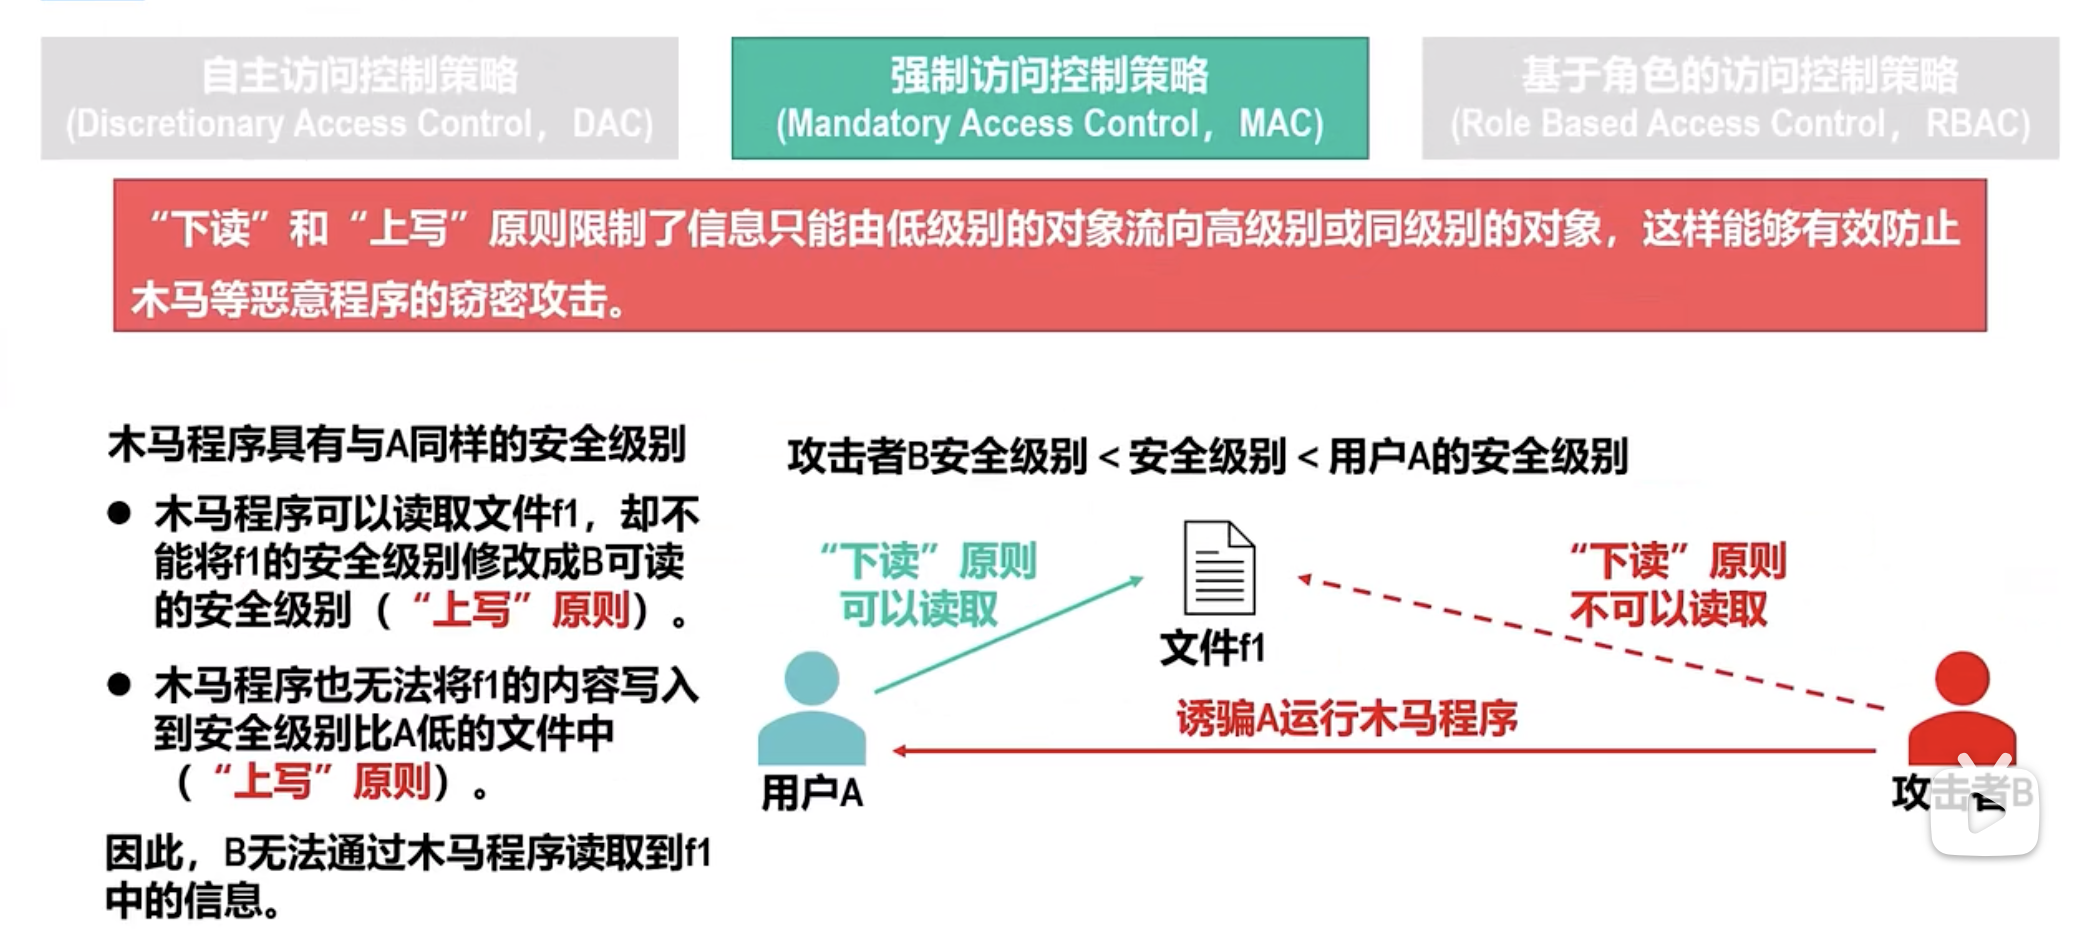 自主访问控制策略
(Discretionary Access Control，DAC)
强制访问控制策略
(Mandatory Access Control，MAC)
基于角色的访问控制策略
(Role Based Access Control，RBAC)
“下读”和“上写”原则限制了信息只能由低级别的对象流向高级别或同级别的对象，这样能够有效防止
木马等恶意程序的窃密攻击。
木马程序具有与A同样的安全级别
● 木马程序可以读取文件f1，却不
能将f1的安全级别修改成B可读
的安全级别（“上写”原则）。
● 木马程序也无法将f1的内容写入
到安全级别比A低的文件中
（“上写”原则）。
因此，B无法通过木马程序读取到f1
中的信息。
攻击者B安全级别 < 安全级别 < 用户A的安全级别
“下读”原则
可以读取
文件f1
“下读”原则
不可以读取
诱骗A运行木马程序
用户A
攻击者B